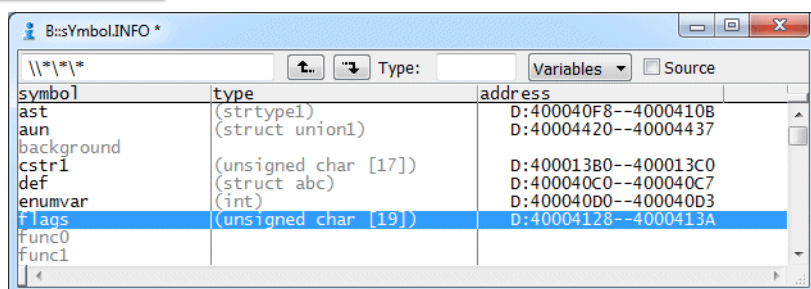 B::sYmbol.INFO *
\\*\*\* Type: Variables Source
symbol type address
ast (strtype1) D:400040F8--4000410B
aun (struct union1) D:40004420--40004437
background
cstr1 (unsigned char [17]) D:400013B0--400013C0
def (struct abc) D:400040C0--400040C7
enumvar (int) D:400040D0--400040D3
flags (unsigned char [19]) D:40004128--4000413A
func0
func1